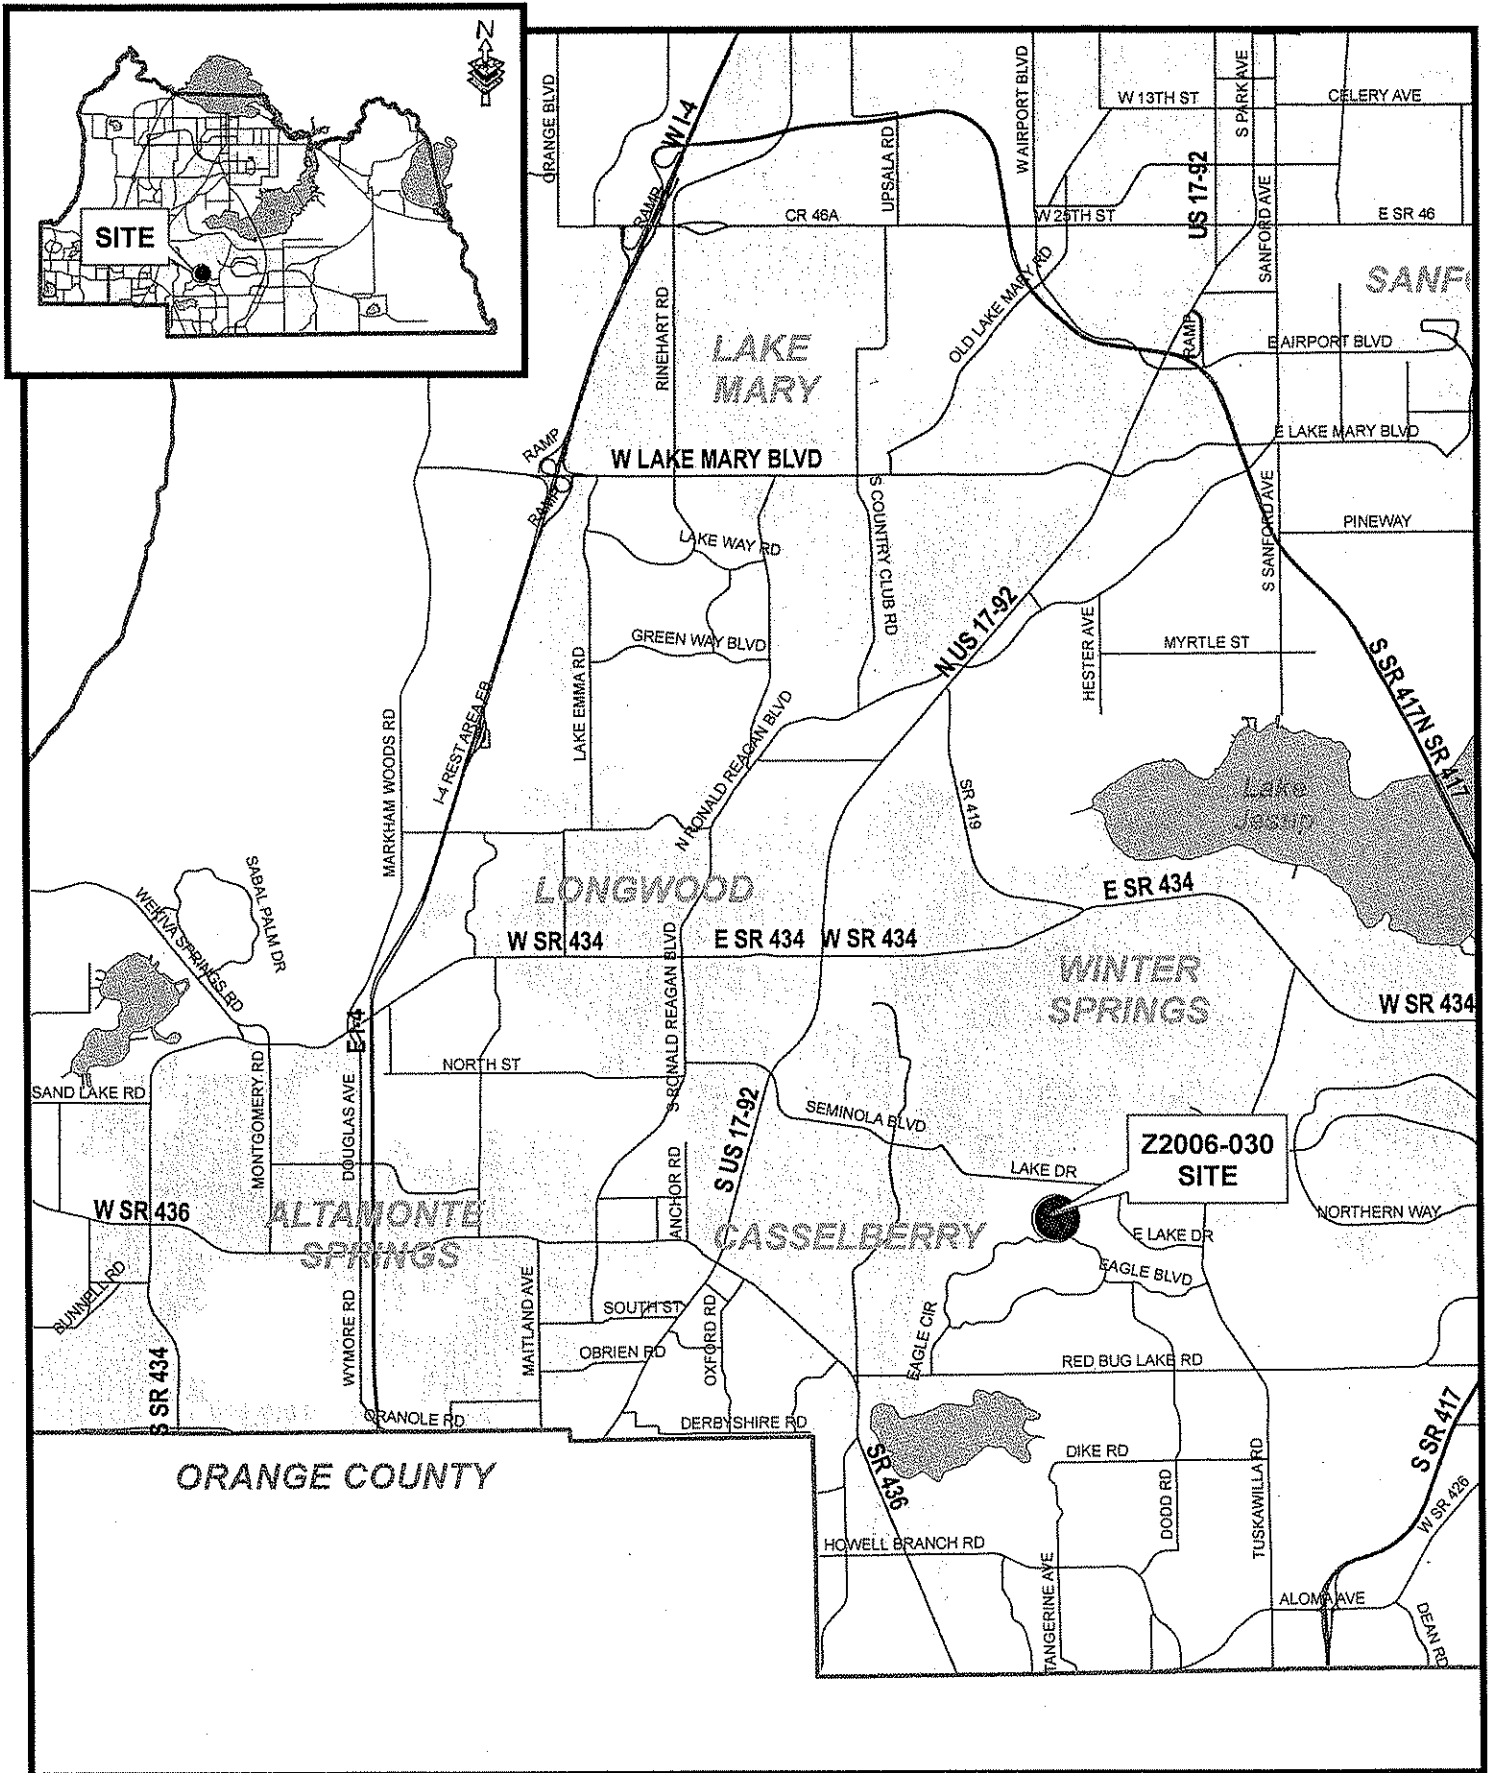 N
SITE
ORANGE BLVD
W I-4
RAMP
UPSALA RD
W AIRPORT BLVD
W 13TH ST
S PARK AVE
CELERY AVE
US 17-92
CR 46A
W 25TH ST
SANFORD AVE
E SR 46
RINEHART RD
OLD LAKE MARY RD
LAKE
MARY
RAMP
E AIRPORT BLVD
RAMP
RAMP
W LAKE MARY BLVD
E LAKE MARY BLVD
S COUNTRY CLUB RD
S SANFORD AVE
PINEWAY
LAKE WAY RD
GREEN WAY BLVD
LAKE EMMA RD
N US 17-92
HESTER AVE
MYRTLE ST
S SR 417
N SR 417
MARKHAM WOODS RD
I-4 REST AREA EB
N RONALD REAGAN BLVD
SR 419
Lake
Jesup
SABAL PALM DR
WEKIVA SPRINGS RD
LONGWOOD
E SR 434
W SR 434
E SR 434
W SR 434
WINTER
SPRINGS
W SR 434
E I-4
S RONALD REAGAN BLVD
NORTH ST
SAND LAKE RD
MONTGOMERY RD
DOUGLAS AVE
S US 17-92
SEMINOLA BLVD
Z2006-030
SITE
LAKE DR
ANCHOR RD
W SR 436
ALTAMONTE
SPRINGS
CASSELBERRY
NORTHERN WAY
E LAKE DR
EAGLE BLVD
BUNNELL RD
WYMORE RD
MAITLAND AVE
SOUTH ST
OXFORD RD
EAGLE CIR
OBRIEN RD
RED BUG LAKE RD
S SR 434
ORANOLE RD
DERBYSHIRE RD
ORANGE COUNTY
SR 436
DIKE RD
DODD RD
TUSKAWILLA RD
S SR 417
W SR 426
HOWELL BRANCH RD
TANGERINE AVE
ALOMA AVE
DEAN RD